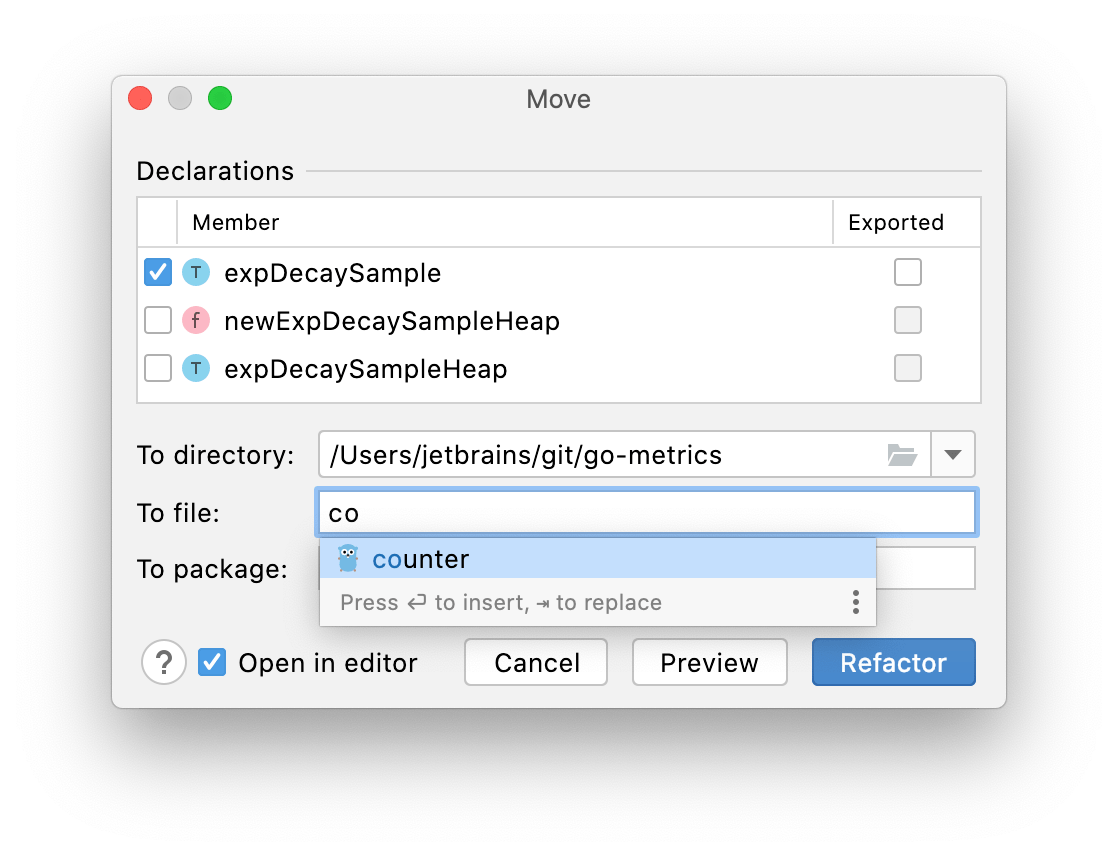 Move
Declarations
Member Exported
T expDecaySample
f newExpDecaySampleHeap
T expDecaySampleHeap
To directory: /Users/jetbrains/git/go-metrics
To file: co
counter
To package:
Press ↩ to insert, ⇥ to replace
? Open in editor Cancel Preview Refactor